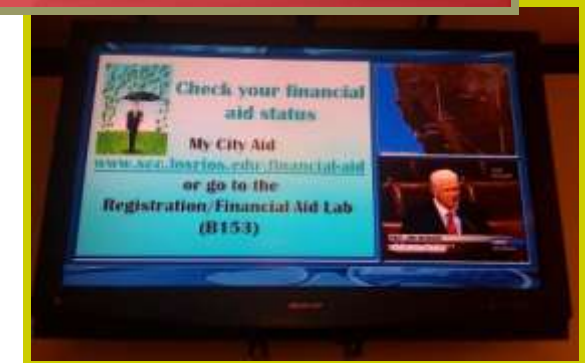 Check your financial
aid status
My City Aid
www.scc.losrios.edu/financial-aid
or go to the
Registration/Financial Aid Lab
(B153)